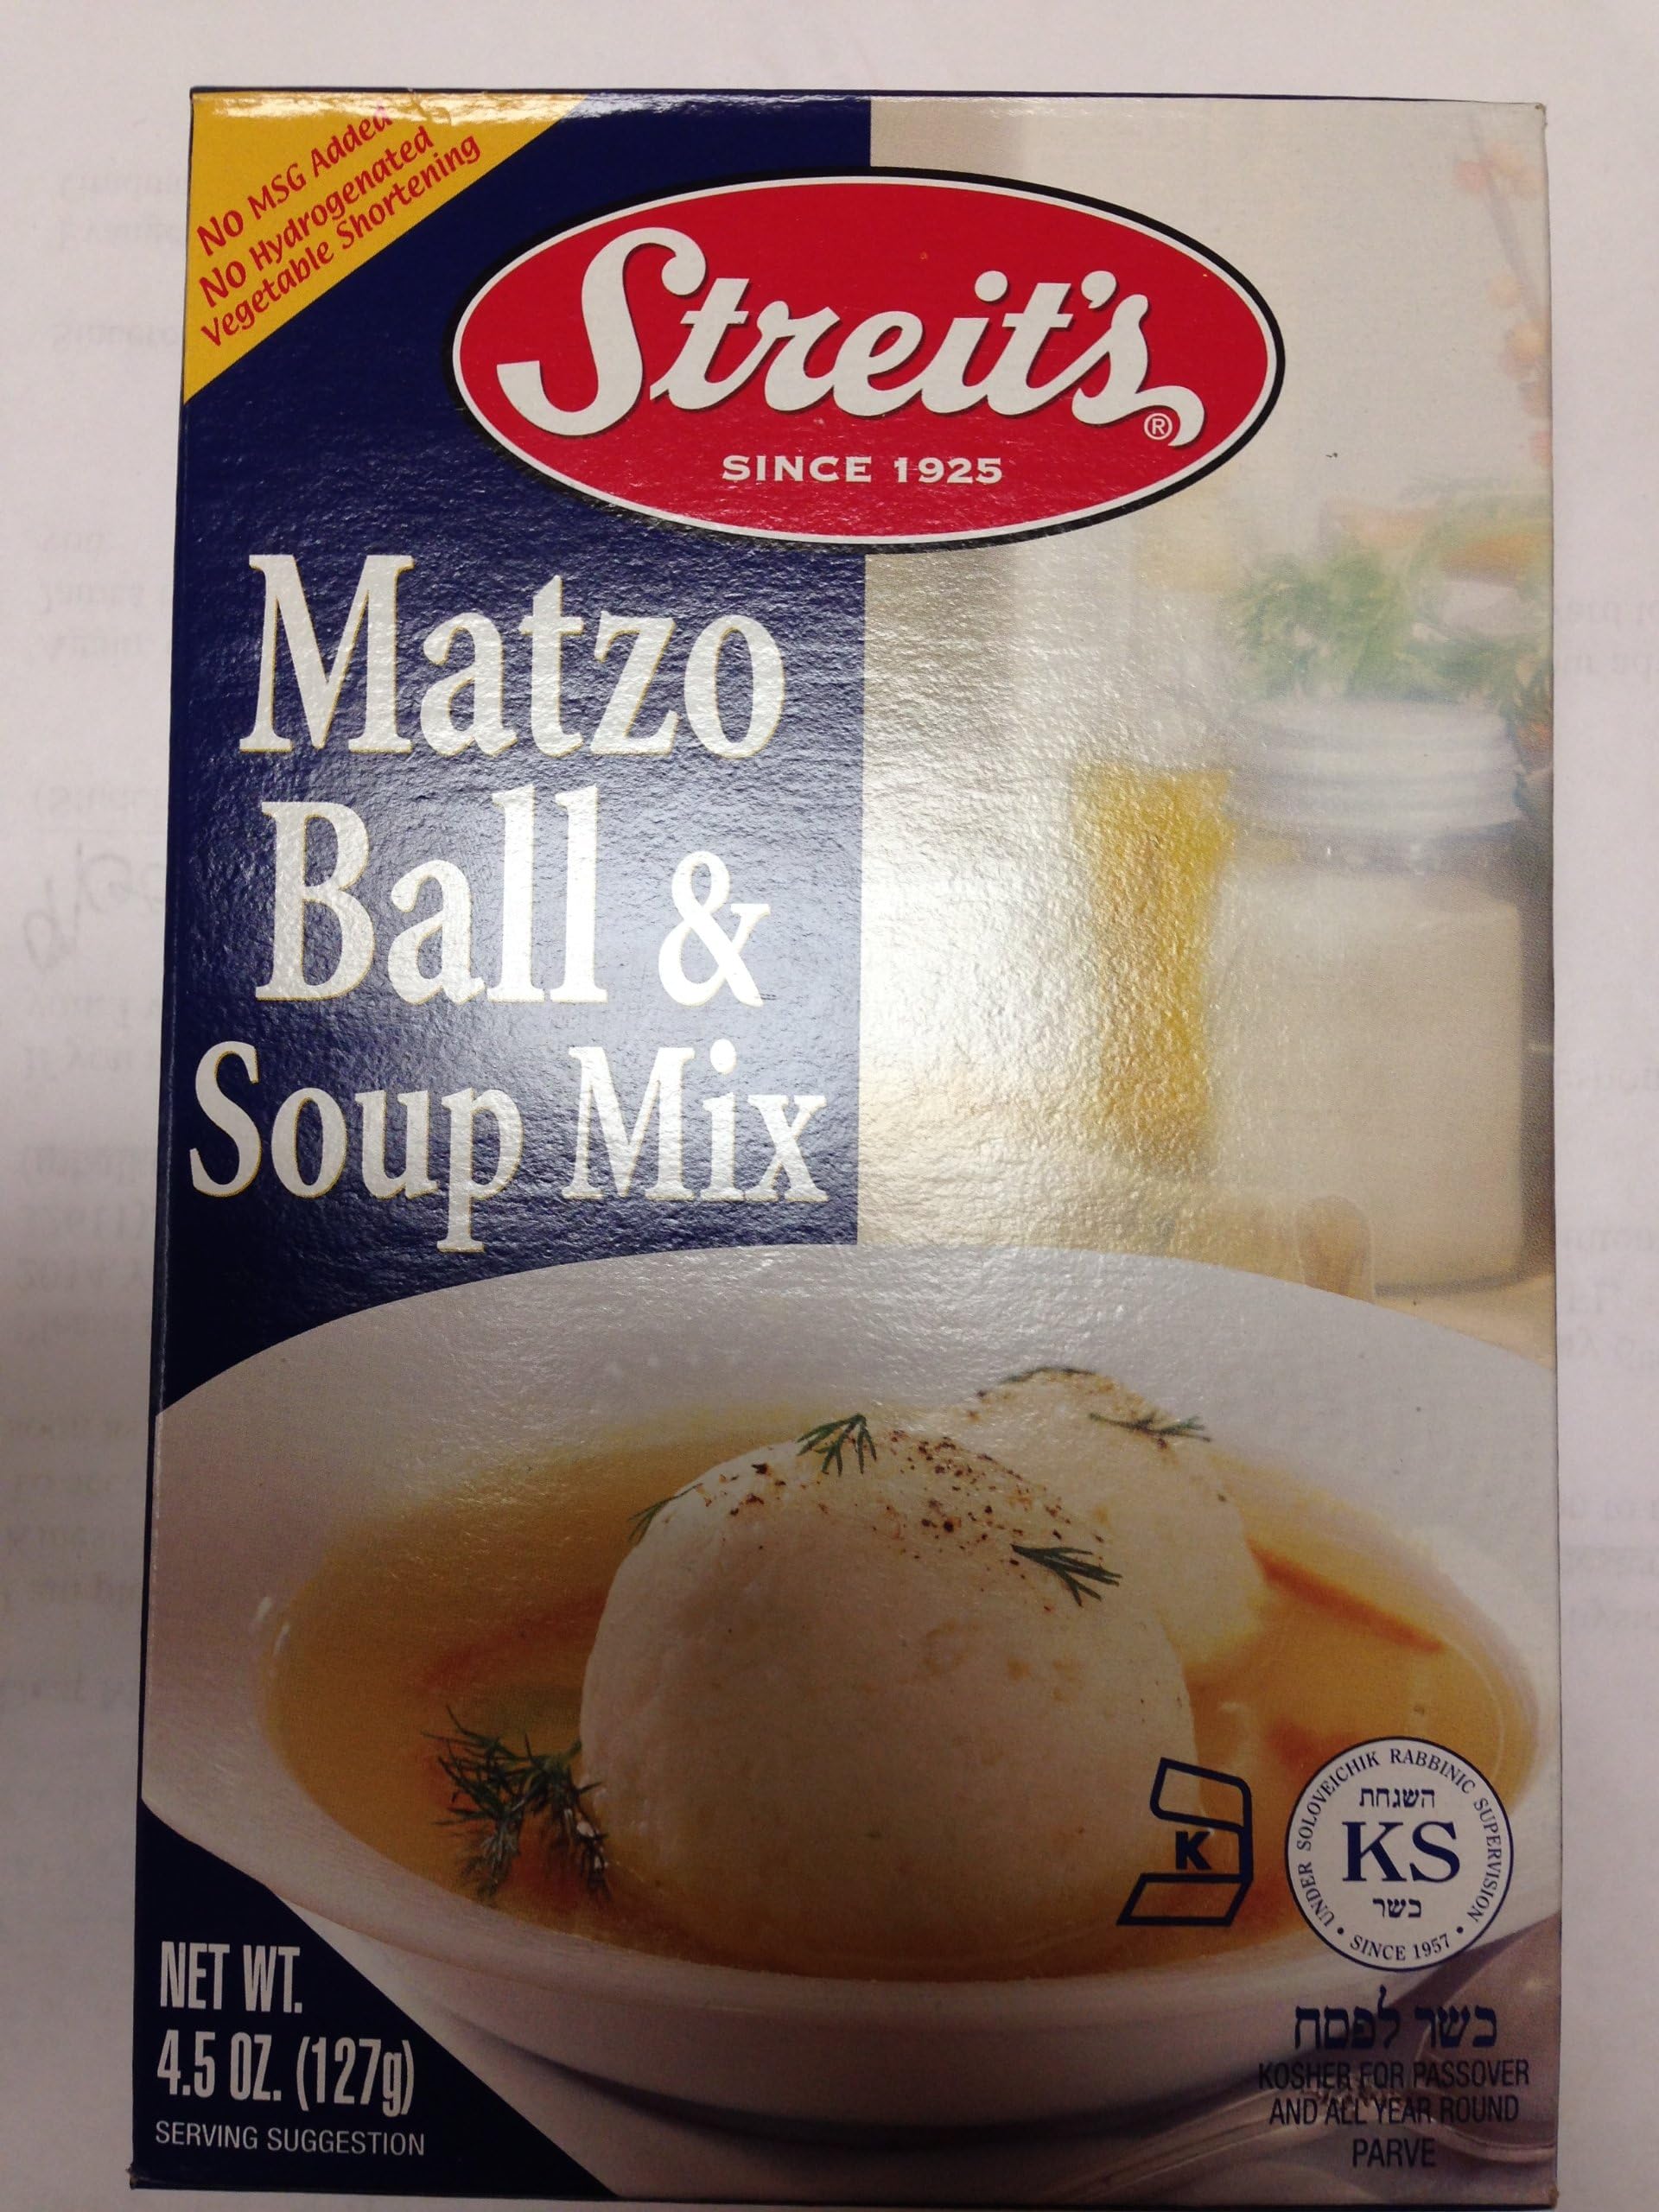 NO MSG Added
NO Hydrogenated
Vegetable Shortening
Streit's®
SINCE 1925
Matzo
Ball &
Soup Mix
K
UNDER SOLOVEICHIK RABBINIC SUPERVISION
השגחת
KS
כשר
• SINCE 1957 •
כשר לפסח
KOSHER FOR PASSOVER
AND ALL YEAR ROUND
PARVE
NET WT.
4.5 OZ. (127g)
SERVING SUGGESTION